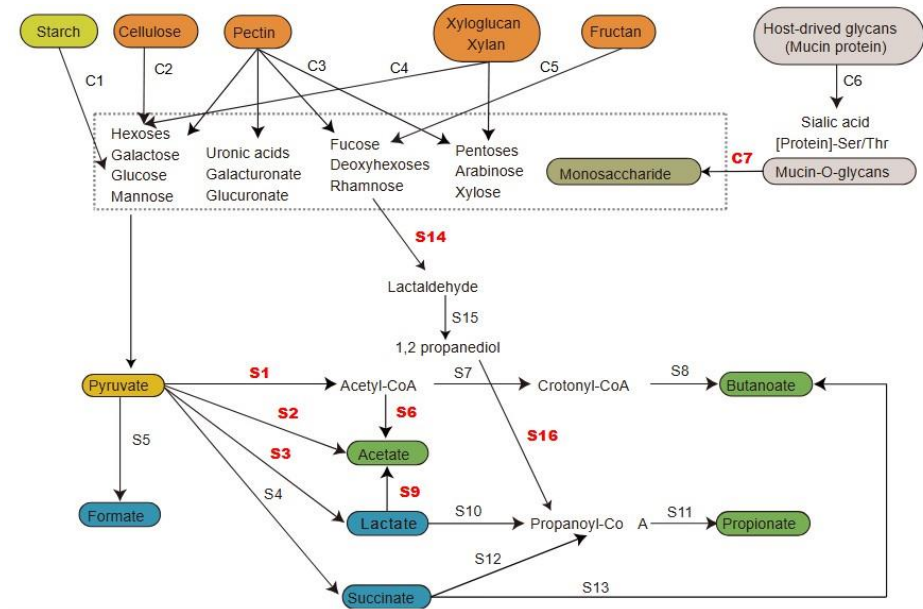 Starch
Cellulose
Pectin
Xyloglucan
Xylan
Fructan
Host-drived glycans
(Mucin protein)
C1
C2
C3
C4
C5
C6
Hexoses
Galactose
Glucose
Mannose
Uronic acids
Galacturonate
Glucuronate
Fucose
Deoxyhexoses
Rhamnose
Pentoses
Arabinose
Xylose
Monosaccharide
C7
Sialic acid
[Protein]-Ser/Thr
Mucin-O-glycans
S14
Lactaldehyde
S15
1,2 propanediol
Pyruvate
S1
Acetyl-CoA
S7
Crotonyl-CoA
S8
Butanoate
S2
S6
S16
S5
S3
Acetate
S4
S9
Formate
Lactate
S10
Propanoyl-Co A
S11
Propionate
S12
Succinate
S13